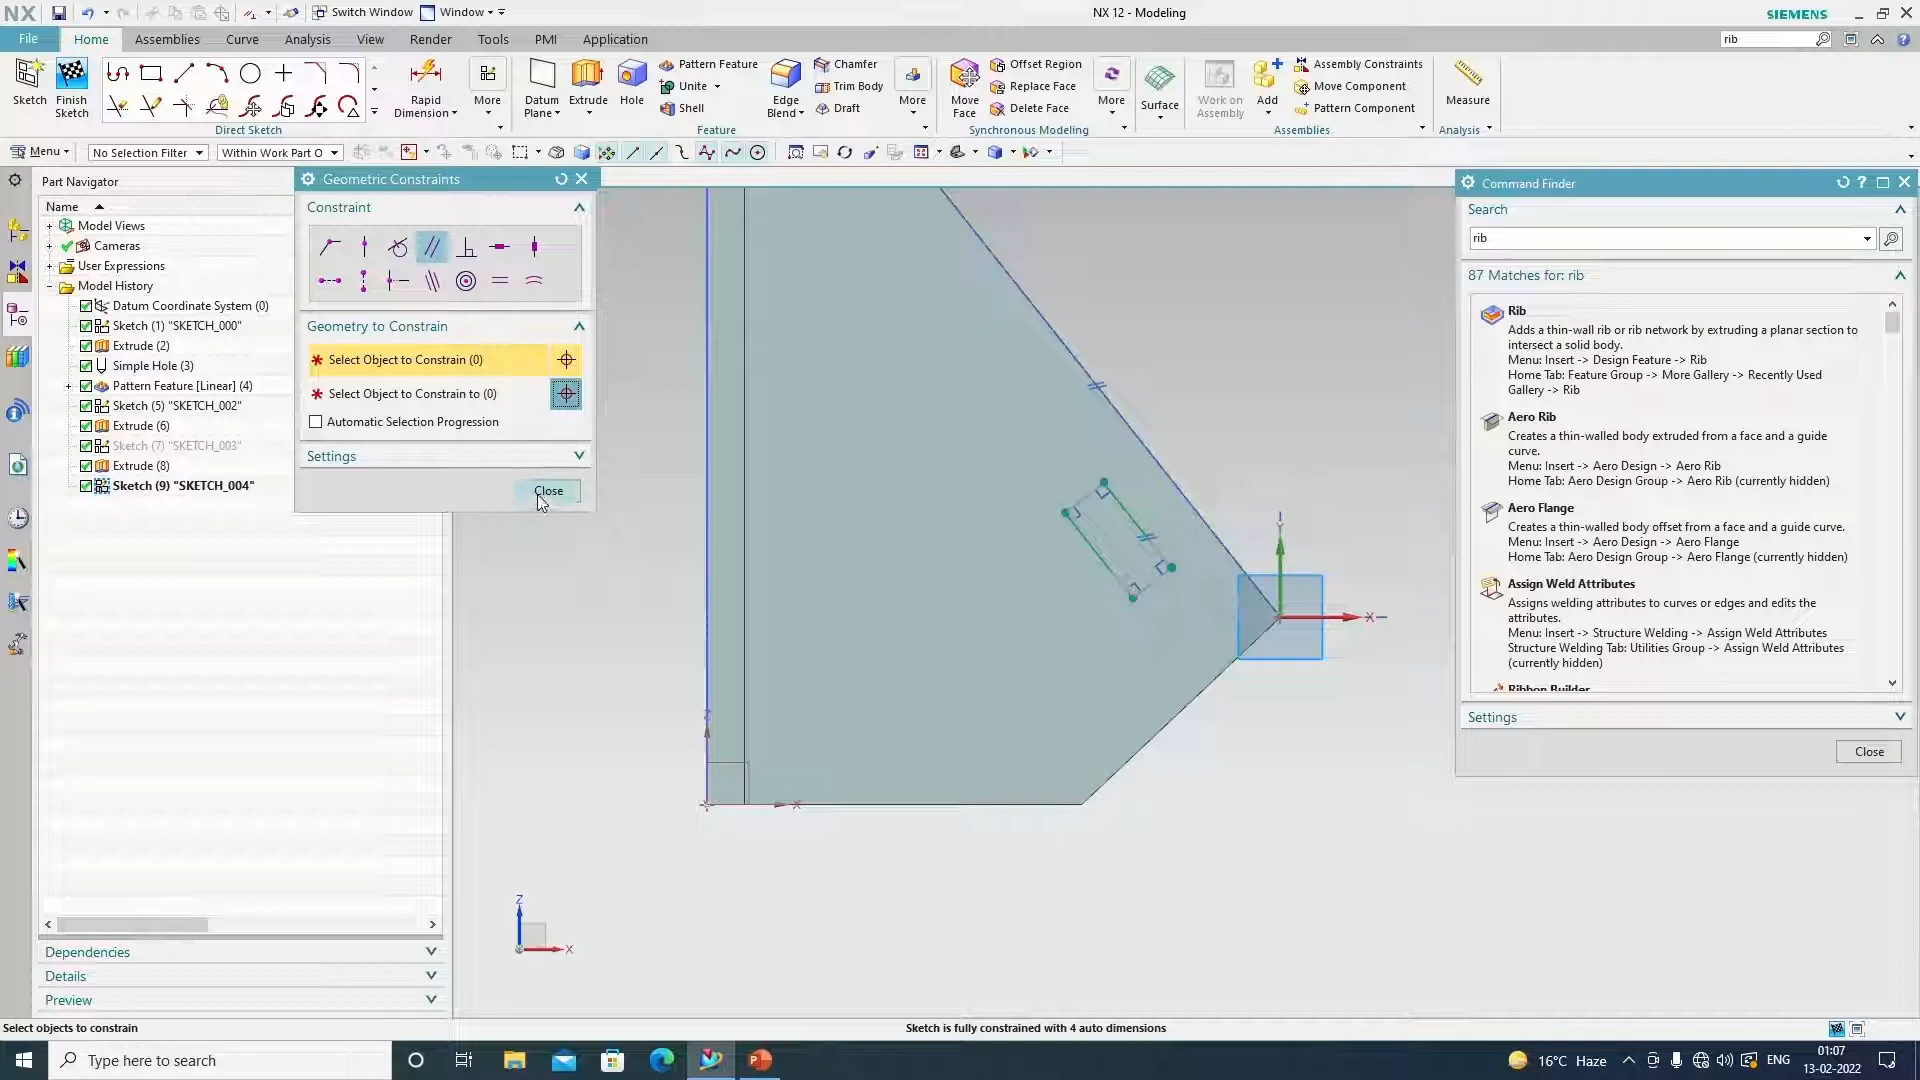 NX
Switch Window
Window
NX 12 - Modeling
SIEMENS
File
Home
Assemblies
Curve
Analysis
View
Render
Tools
PMI
Application
rib
Sketch
Finish
Sketch
Rapid
Dimension
More
Direct Sketch
Datum
Plane
Extrude
Hole
Pattern Feature
Unite
Shell
Edge
Blend
Chamfer
Trim Body
Draft
More
Feature
Move
Face
Offset Region
Replace Face
Delete Face
More
Synchronous Modeling
Surface
Work on
Assembly
Add
Assembly Constraints
Move Component
Pattern Component
Assemblies
Measure
Analysis
Menu
No Selection Filter
Within Work Part O
Part Navigator
Name
Model Views
Cameras
User Expressions
Model History
Datum Coordinate System (0)
Sketch (1) "SKETCH_000"
Extrude (2)
Simple Hole (3)
Pattern Feature [Linear] (4)
Sketch (5) "SKETCH_002"
Extrude (6)
Sketch (7) "SKETCH_003"
Extrude (8)
Sketch (9) "SKETCH_004"
Dependencies
Details
Preview
Geometric Constraints
Constraint
Geometry to Constrain
* Select Object to Constrain (0)
* Select Object to Constrain to (0)
Automatic Selection Progression
Settings
Close
Y
X
Z
X
Z
X
Command Finder
Search
rib
87 Matches for: rib
Rib
Adds a thin-wall rib or rib network by extruding a planar section to
intersect a solid body.
Menu: Insert -> Design Feature -> Rib
Home Tab: Feature Group -> More Gallery -> Recently Used
Gallery -> Rib
Aero Rib
Creates a thin-walled body extruded from a face and a guide
curve.
Menu: Insert -> Aero Design -> Aero Rib
Home Tab: Aero Design Group -> Aero Rib (currently hidden)
Aero Flange
Creates a thin-walled body offset from a face and a guide curve.
Menu: Insert -> Aero Design -> Aero Flange
Home Tab: Aero Design Group -> Aero Flange (currently hidden)
Assign Weld Attributes
Assigns welding attributes to curves or edges and edits the
attributes.
Menu: Insert -> Structure Welding -> Assign Weld Attributes
Structure Welding Tab: Utilities Group -> Assign Weld Attributes
(currently hidden)
Ribbon Builder
Settings
Close
Select objects to constrain
Sketch is fully constrained with 4 auto dimensions
Type here to search
16°C Haze
ENG
01:07
13-02-2022